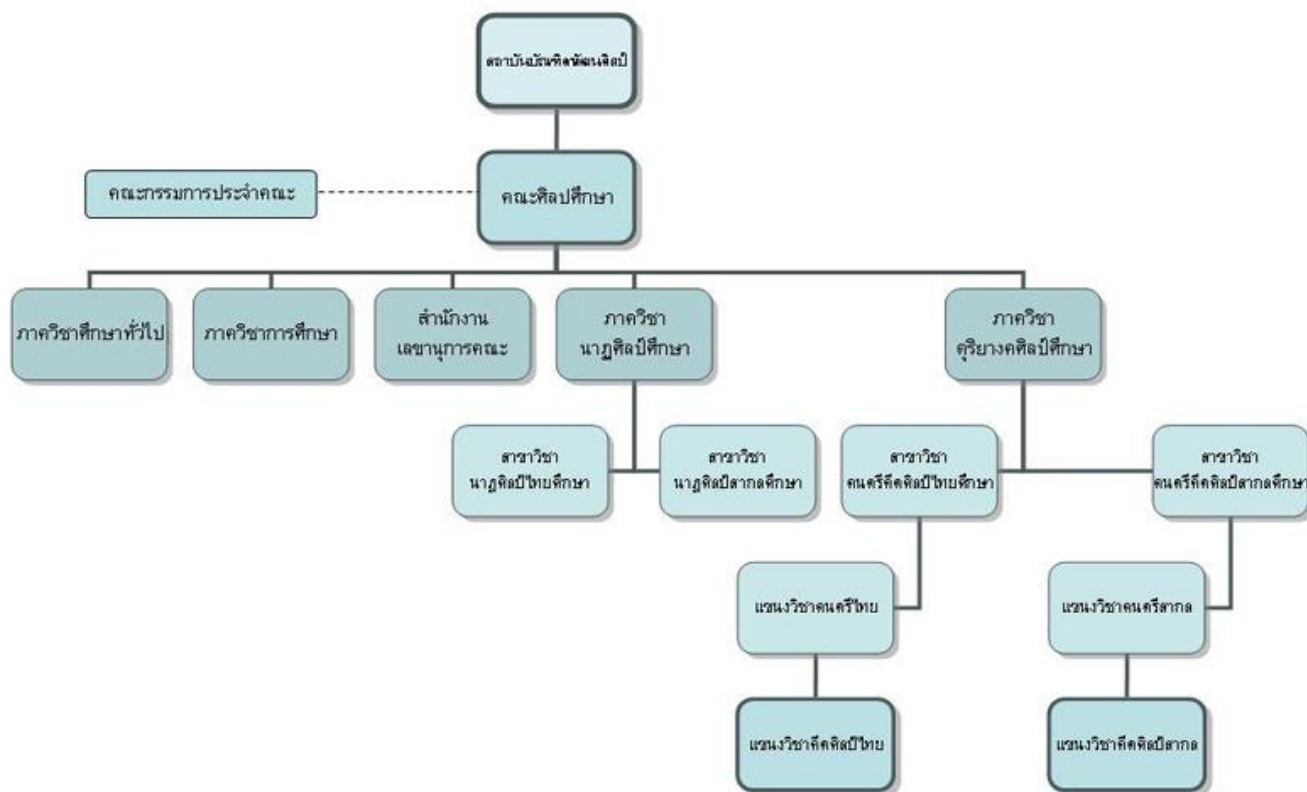 สถาบันบัณฑิตพัฒนศิลป์
คณะกรรมการประจำคณะ
คณะศิลปศึกษา
ภาควิชาศึกษาทั่วไป
ภาควิชาการศึกษา
สำนักงาน
เลขานุการคณะ
ภาควิชา
นาฏศิลป์ศึกษา
ภาควิชา
ดุริยางคศิลป์ศึกษา
สาขาวิชา
นาฏศิลป์ไทยศึกษา
สาขาวิชา
นาฏศิลป์สากลศึกษา
สาขาวิชา
ดนตรีคีตศิลป์ไทยศึกษา
สาขาวิชา
ดนตรีคีตศิลป์สากลศึกษา
แขนงวิชาดนตรีไทย
แขนงวิชาดนตรีสากล
แขนงวิชาคีตศิลป์ไทย
แขนงวิชาคีตศิลป์สากล